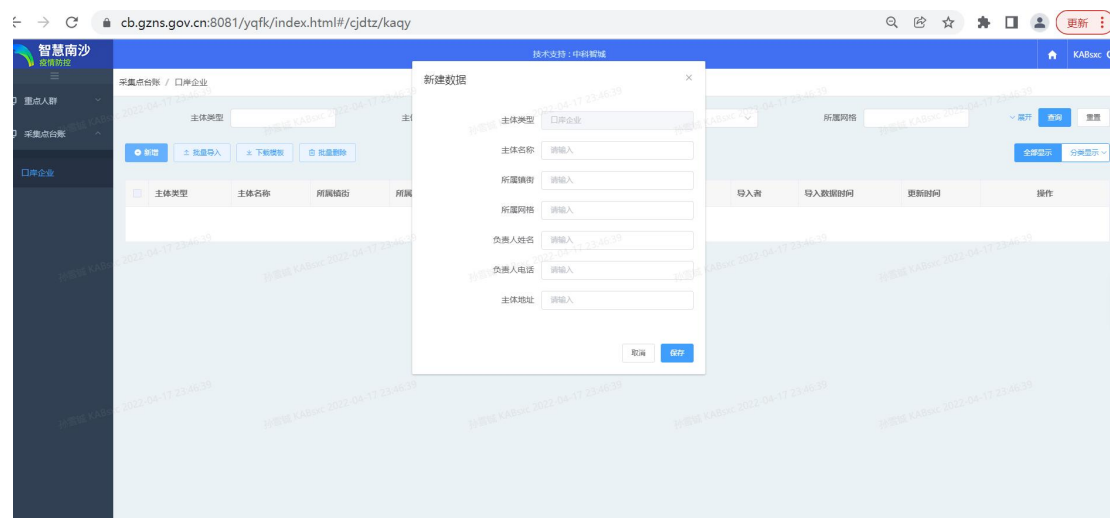 cb.gzns.gov.cn:8081/yqfk/index.html#/cjdtz/kaqy
更新
智慧南沙
疫情防控
技术支持：中科智城
KABsxc
重点人群
采集点台账
口岸企业
采集点台账 / 口岸企业
主体类型
所属网格
展开
查询
重置
新增
批量导入
下载模板
批量删除
全部显示
分类显示
主体类型
主体名称
所属镇街
导入者
导入数据时间
更新时间
操作
新建数据
主体类型 口岸企业
主体名称 请输入
所属镇街 请输入
所属网格 请输入
负责人姓名 请输入
负责人电话 请输入
主体地址 请输入
取消
保存
KABsxc 2022-04-17 23:46:39